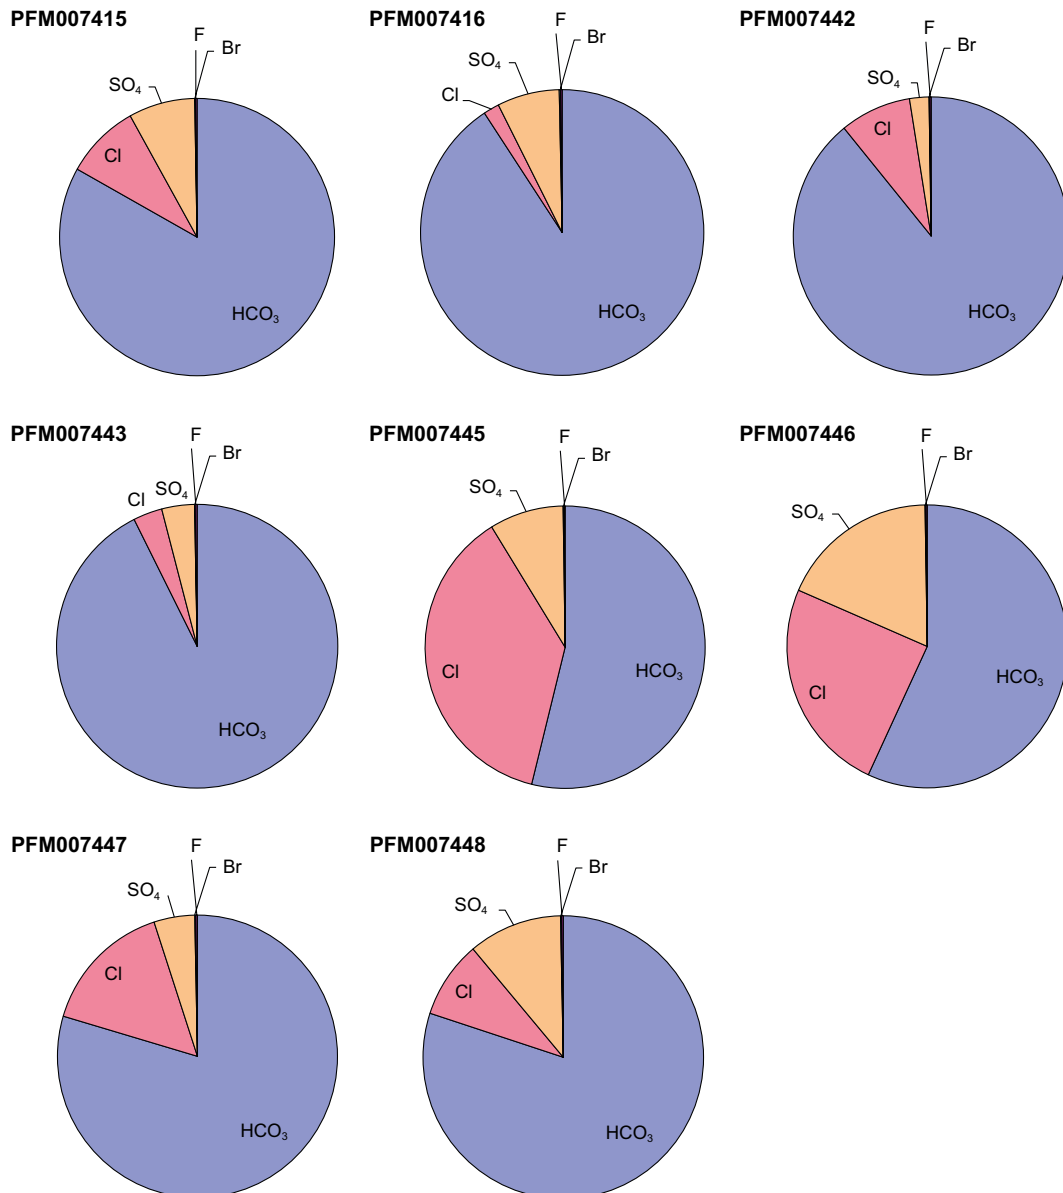 PFM007415
F
Br
SO₄
Cl
HCO₃
PFM007416
F
Br
SO₄
Cl
HCO₃
PFM007442
F
Br
SO₄
Cl
HCO₃
PFM007443
F
Br
SO₄
Cl
HCO₃
PFM007445
F
Br
SO₄
Cl
HCO₃
PFM007446
F
Br
SO₄
Cl
HCO₃
PFM007447
F
Br
SO₄
Cl
HCO₃
PFM007448
F
Br
SO₄
Cl
HCO₃